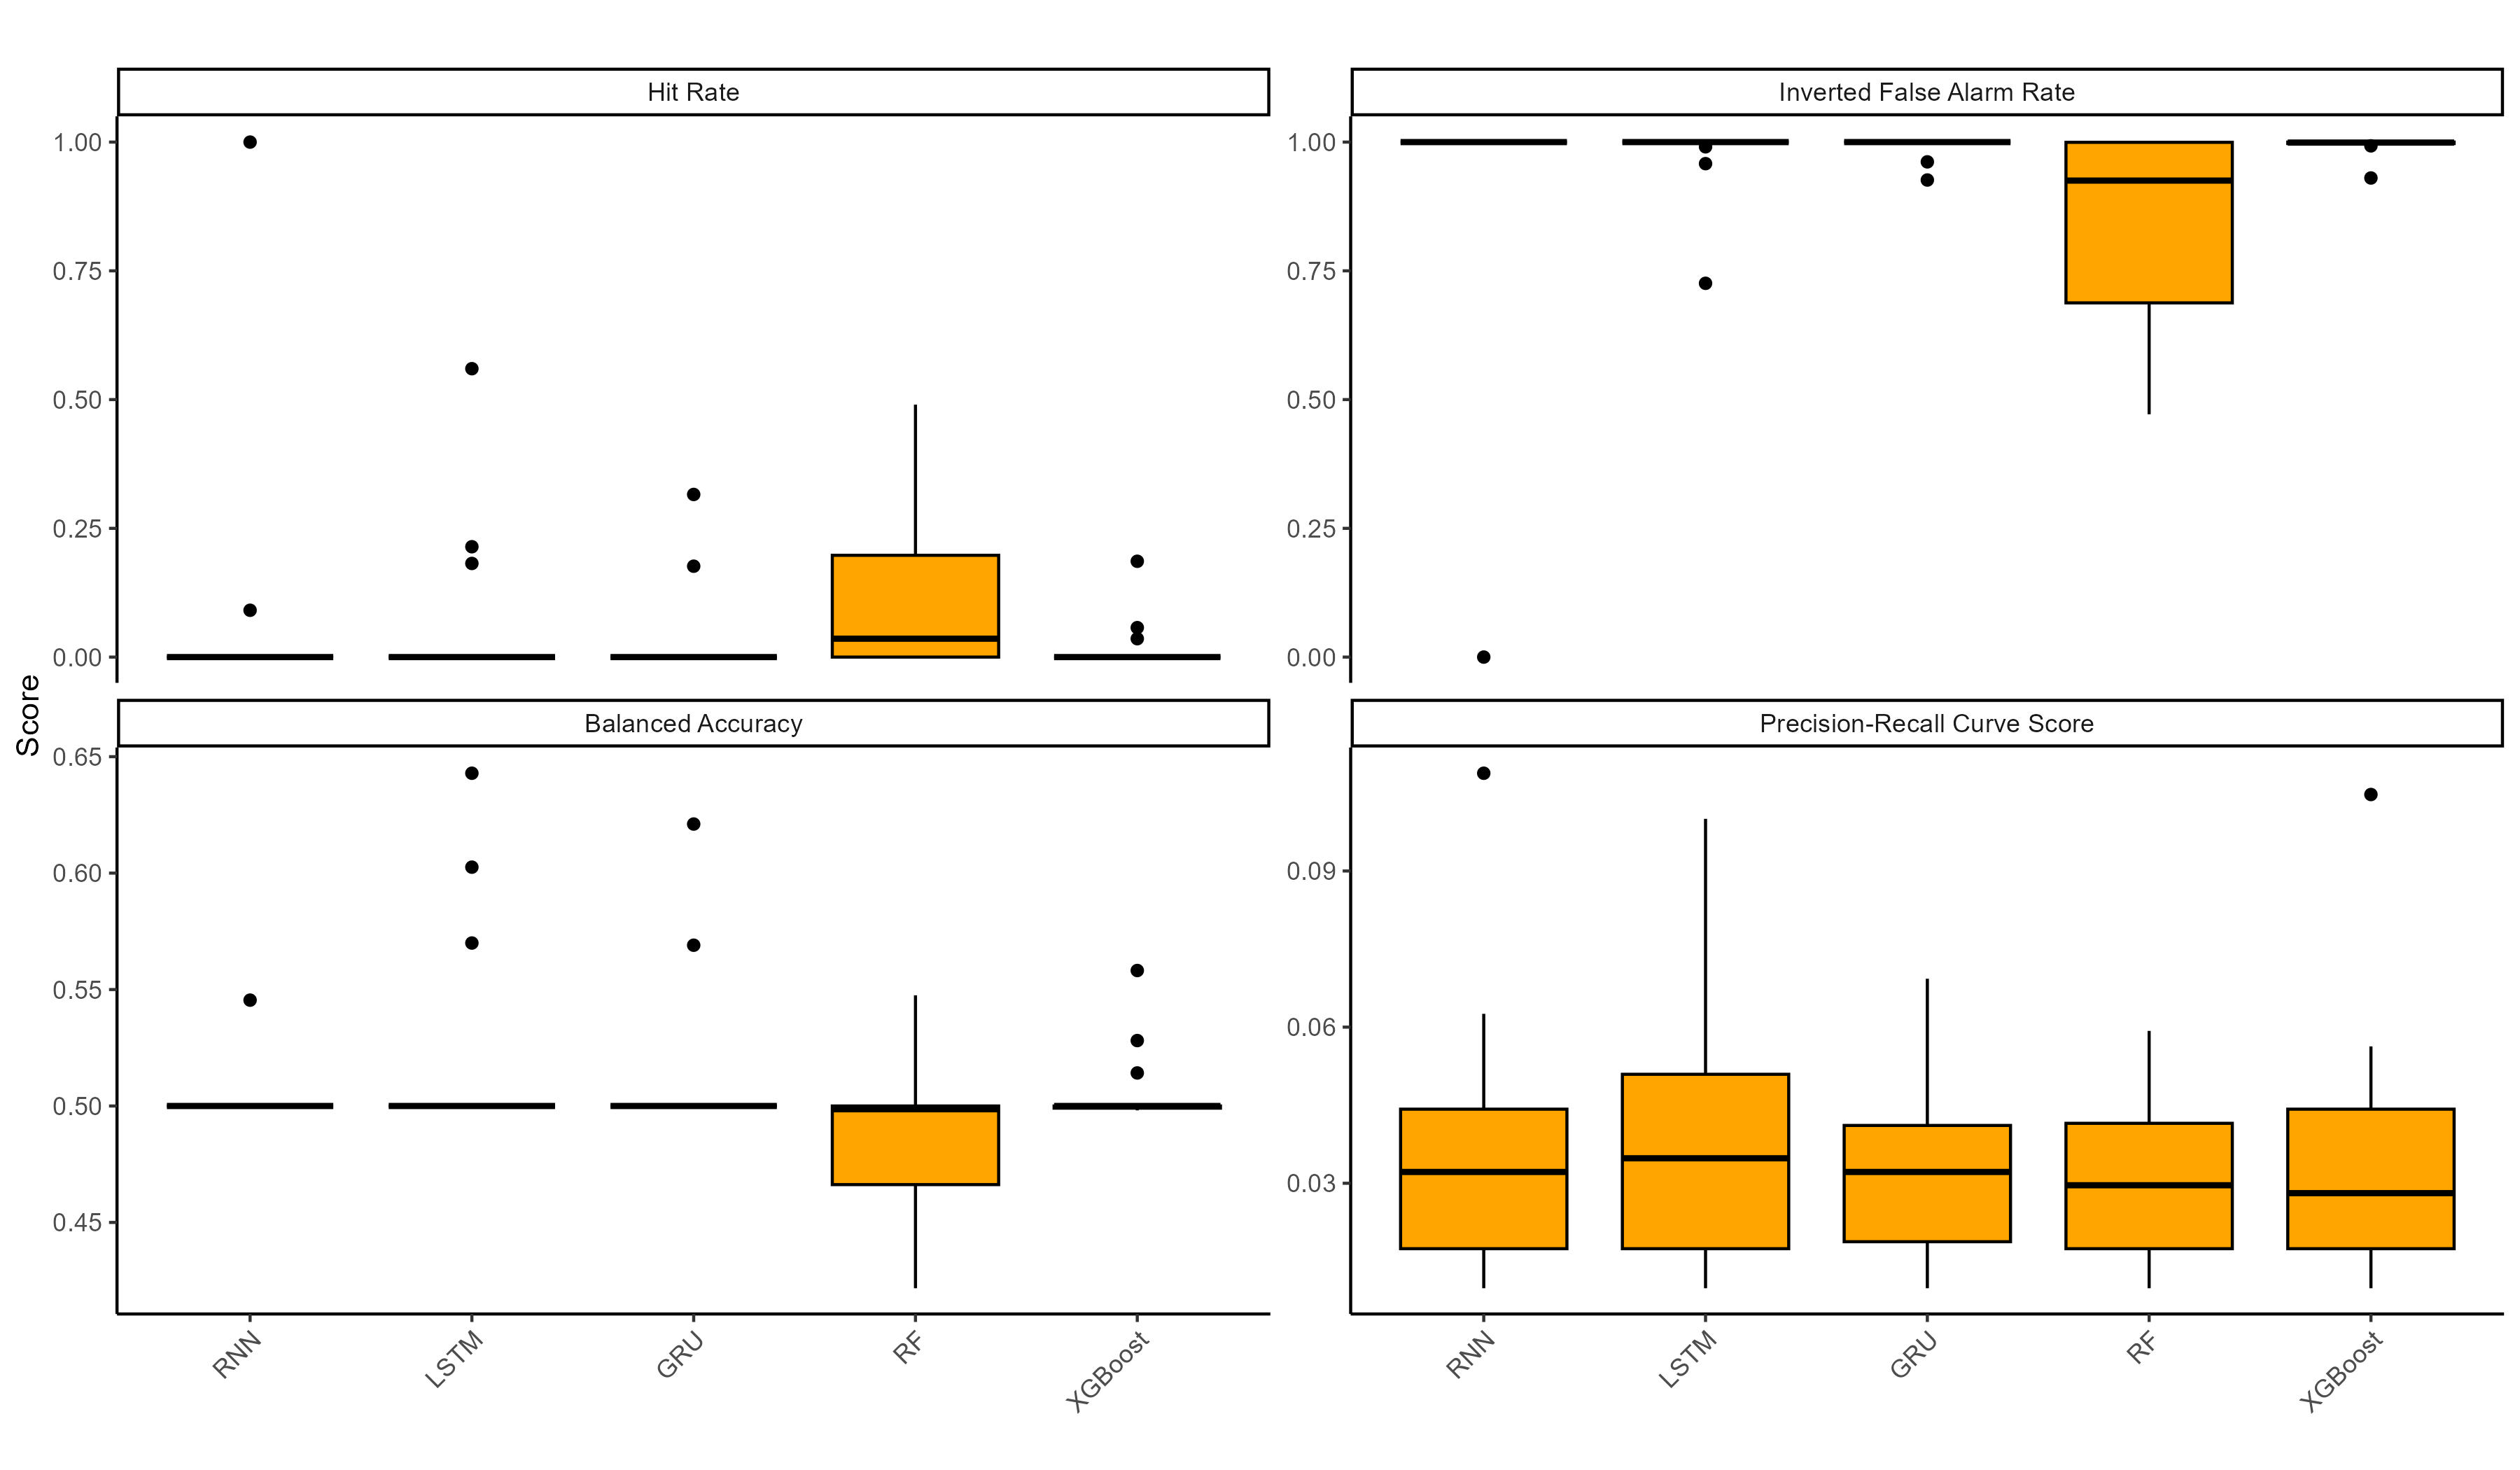 Hit Rate
Inverted False Alarm Rate
1.00
0.75
0.50
0.25
0.00
1.00
0.75
0.50
0.25
0.00
Score
Balanced Accuracy
Precision-Recall Curve Score
0.65
0.60
0.55
0.50
0.45
0.09
0.06
0.03
RNN
LSTM
GRU
RF
XGBoost
RNN
LSTM
GRU
RF
XGBoost